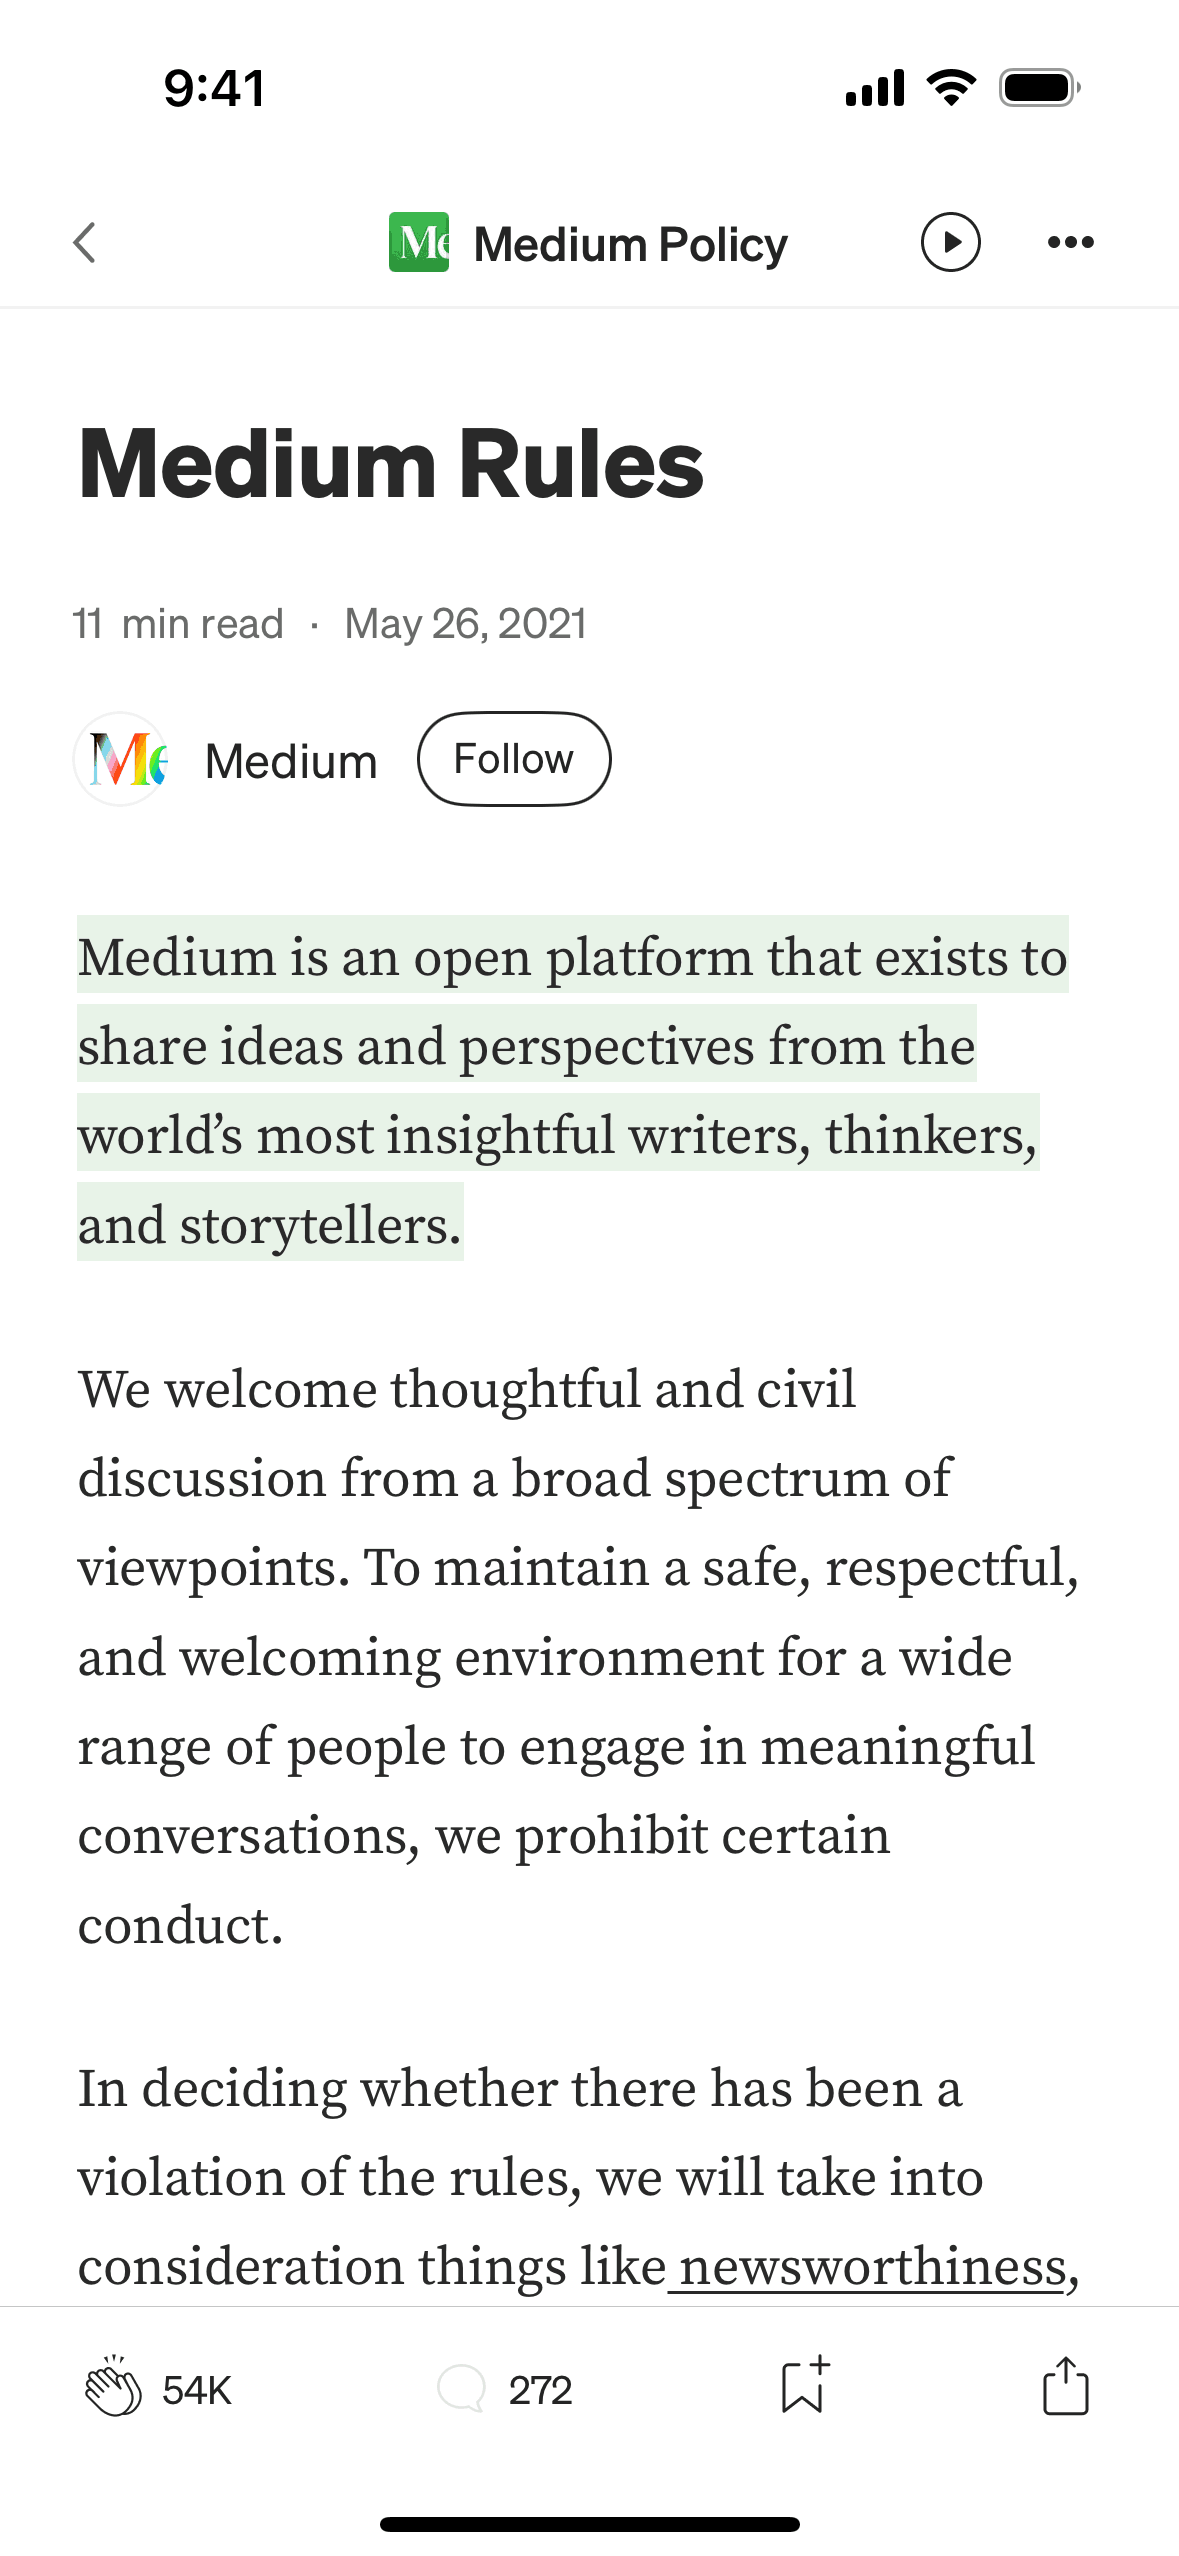 9:41
Me Medium Policy
Medium Rules
11 min read · May 26, 2021
Me Medium Follow
Medium is an open platform that exists to
share ideas and perspectives from the
world’s most insightful writers, thinkers,
and storytellers.
We welcome thoughtful and civil
discussion from a broad spectrum of
viewpoints. To maintain a safe, respectful,
and welcoming environment for a wide
range of people to engage in meaningful
conversations, we prohibit certain
conduct.
In deciding whether there has been a
violation of the rules, we will take into
consideration things like newsworthiness,
54K 272